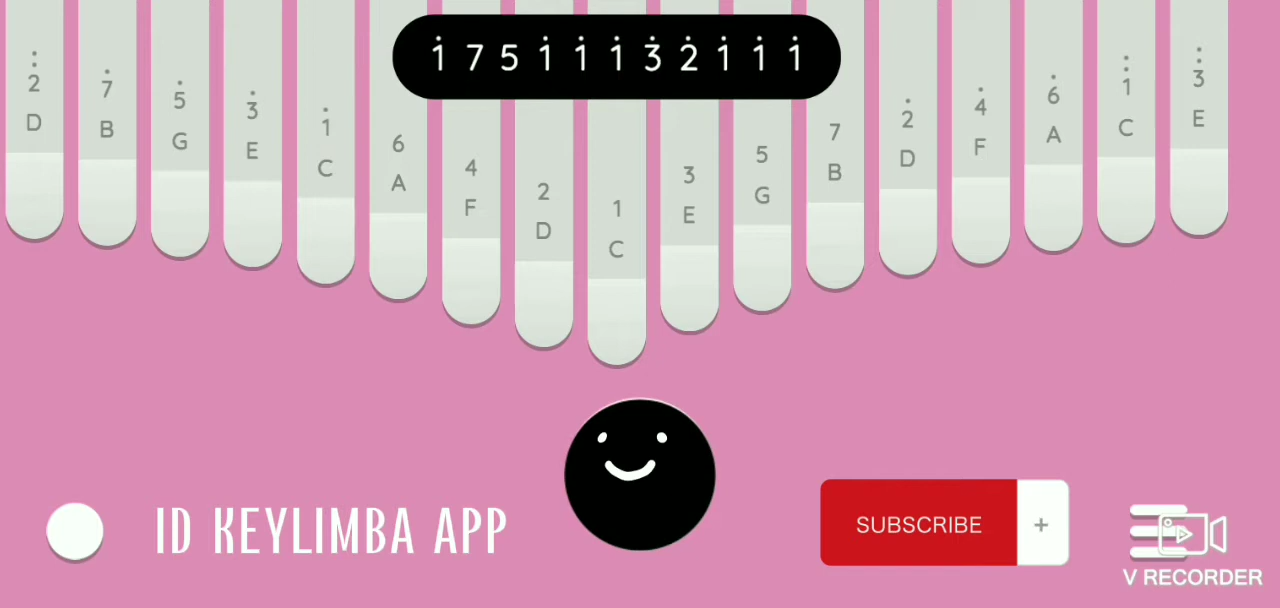 1̇ 7 5 1̇ 1̇ 1̇ 3̇ 2̇ 1̇ 1̇ 1̇
2̈ 7̇ 5̇ 3̇ 1̇ 6 4 2 1 3 5 7 2̇ 4̇ 6̇ 1̈ 3̈
D B G E C A F D C E G B D F A C E
ID KEYLIMBA APP
SUBSCRIBE +
V RECORDER